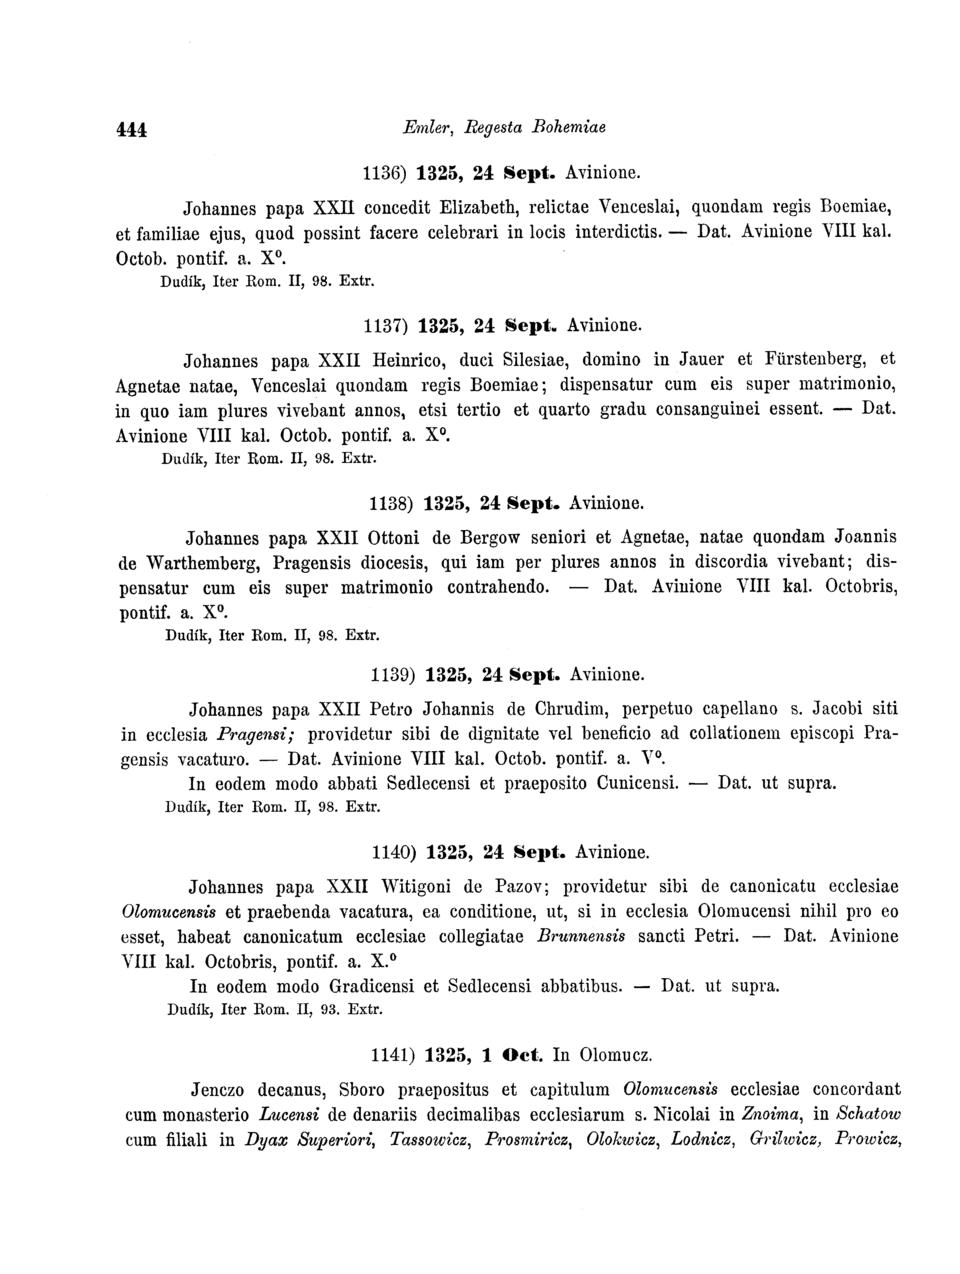 444
Emler, Regesta Bohemiae
1136) 1325, 24 Sept. Avinione.
Johannes papa XXII concedit Elizabeth, relictae Venceslai, quondam regis Boemiae,
et familiae ejus, quod possint facere celebrari in locis interdictis. — Dat. Avinione VIII kal.
Octob. pontif. a. X⁰.
Dudík, Iter Rom. II, 98. Extr.
1137) 1325, 24 Sept. Avinione.
Johannes papa XXII Heinrico, duci Silesiae, domino in Jauer et Fürstenberg, et
Agnetae natae, Venceslai quondam regis Boemiae; dispensatur cum eis super matrimonio,
in quo iam plures vivebant annos, etsi tertio et quarto gradu consanguinei essent. — Dat.
Avinione VIII kal. Octob. pontif. a. X⁰.
Dudík, Iter Rom. II, 98. Extr.
1138) 1325, 24 Sept. Avinione.
Johannes papa XXII Ottoni de Bergow seniori et Agnetae, natae quondam Joannis
de Warthemberg, Pragensis diocesis, qui iam per plures annos in discordia vivebant; dis-
pensatur cum eis super matrimonio contrahendo. — Dat. Avinione VIII kal. Octobris,
pontif. a. X⁰.
Dudík, Iter Rom. II, 98. Extr.
1139) 1325, 24 Sept. Avinione.
Johannes papa XXII Petro Johannis de Chrudim, perpetuo capellano s. Jacobi siti
in ecclesia Pragensi; providetur sibi de dignitate vel beneficio ad collationem episcopi Pra-
gensis vacaturo. — Dat. Avinione VIII kal. Octob. pontif. a. V⁰.
In eodem modo abbati Sedlecensi et praeposito Cunicensi. — Dat. ut supra.
Dudík, Iter Rom. II, 98. Extr.
1140) 1325, 24 Sept. Avinione.
Johannes papa XXII Witigoni de Pazov; providetur sibi de canonicatu ecclesiae
Olomucensis et praebenda vacatura, ea conditione, ut, si in ecclesia Olomucensi nihil pro eo
esset, habeat canonicatum ecclesiae collegiatae Brunnensis sancti Petri. — Dat. Avinione
VIII kal. Octobris, pontif. a. X.⁰
In eodem modo Gradicensi et Sedlecensi abbatibus. — Dat. ut supra.
Dudík, Iter Rom. II, 93. Extr.
1141) 1325, 1 Oct. In Olomucz.
Jenczo decanus, Sboro praepositus et capitulum Olomucensis ecclesiae concordant
cum monasterio Lucensi de denariis decimalibas ecclesiarum s. Nicolai in Znoima, in Schatow
cum filiali in Dyax Superiori, Tassowicz, Prosmiricz, Olokwicz, Lodnicz, Grilwicz, Prowicz,